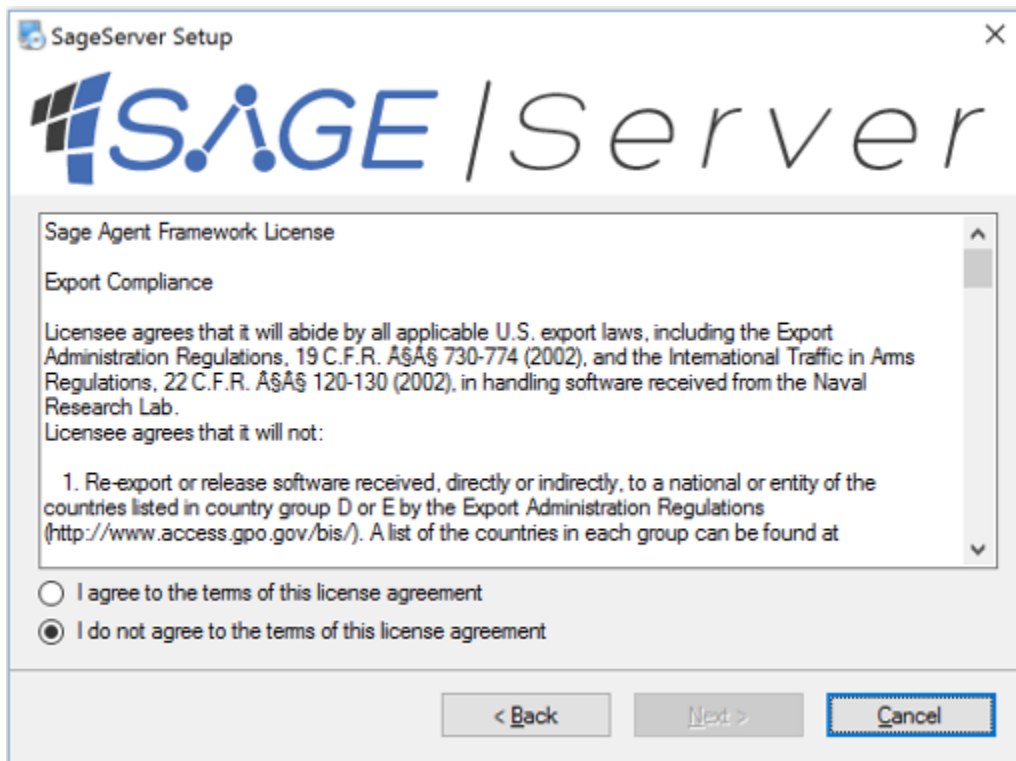 SageServer Setup
SAGE | Server
Sage Agent Framework License
Export Compliance
Licensee agrees that it will abide by all applicable U.S. export laws, including the Export
Administration Regulations, 19 C.F.R. Â§Â§ 730-774 (2002), and the International Traffic in Arms
Regulations, 22 C.F.R. Â§Â§ 120-130 (2002), in handling software received from the Naval
Research Lab.
Licensee agrees that it will not:
1. Re-export or release software received, directly or indirectly, to a national or entity of the
countries listed in country group D or E by the Export Administration Regulations
(http://www.access.gpo.gov/bis/). A list of the countries in each group can be found at
I agree to the terms of this license agreement
I do not agree to the terms of this license agreement
< Back
Next >
Cancel